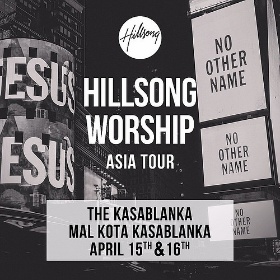 Hillsong
JESUS
JESUS
HILLSONG
WORSHIP
ASIA TOUR
NO
OTHER
NAME
NO
OTHER
NAME
THE KASABLANKA
MAL KOTA KASABLANKA
APRIL 15TH & 16TH